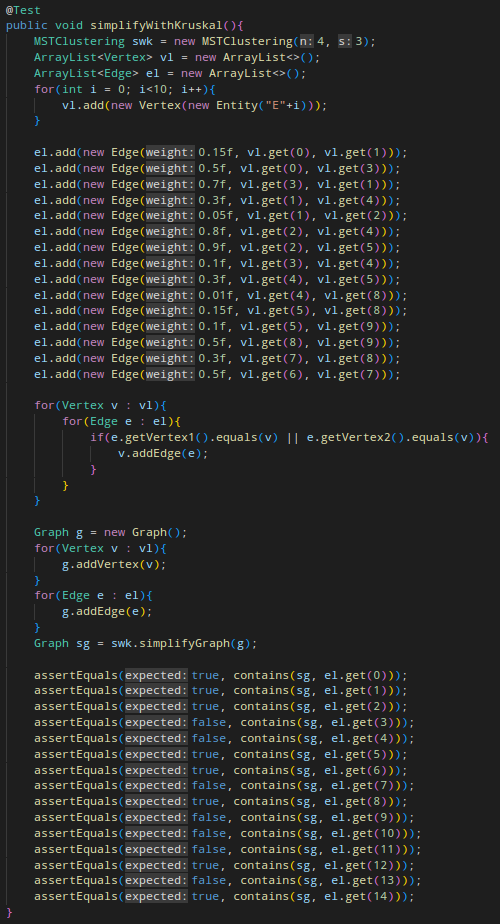 @Test
public void simplifyWithKruskal(){
    MSTClustering swk = new MSTClustering(n: 4, s: 3);
    ArrayList<Vertex> vl = new ArrayList<>();
    ArrayList<Edge> el = new ArrayList<>();
    for(int i = 0; i<10; i++){
        vl.add(new Vertex(new Entity("E"+i)));
    }
    el.add(new Edge(weight: 0.15f, vl.get(0), vl.get(1)));
    el.add(new Edge(weight: 0.5f, vl.get(0), vl.get(3)));
    el.add(new Edge(weight: 0.7f, vl.get(3), vl.get(1)));
    el.add(new Edge(weight: 0.3f, vl.get(1), vl.get(4)));
    el.add(new Edge(weight: 0.05f, vl.get(1), vl.get(2)));
    el.add(new Edge(weight: 0.8f, vl.get(2), vl.get(4)));
    el.add(new Edge(weight: 0.9f, vl.get(2), vl.get(5)));
    el.add(new Edge(weight: 0.1f, vl.get(3), vl.get(4)));
    el.add(new Edge(weight: 0.3f, vl.get(4), vl.get(5)));
    el.add(new Edge(weight: 0.01f, vl.get(4), vl.get(8)));
    el.add(new Edge(weight: 0.15f, vl.get(5), vl.get(8)));
    el.add(new Edge(weight: 0.1f, vl.get(5), vl.get(9)));
    el.add(new Edge(weight: 0.5f, vl.get(8), vl.get(9)));
    el.add(new Edge(weight: 0.3f, vl.get(7), vl.get(8)));
    el.add(new Edge(weight: 0.5f, vl.get(6), vl.get(7)));
    for(Vertex v : vl){
        for(Edge e : el){
            if(e.getVertex1().equals(v) || e.getVertex2().equals(v)){
                v.addEdge(e);
            }
        }
    }
    Graph g = new Graph();
    for(Vertex v : vl){
        g.addVertex(v);
    }
    for(Edge e : el){
        g.addEdge(e);
    }
    Graph sg = swk.simplifyGraph(g);
    assertEquals(expected: true, contains(sg, el.get(0)));
    assertEquals(expected: true, contains(sg, el.get(1)));
    assertEquals(expected: true, contains(sg, el.get(2)));
    assertEquals(expected: false, contains(sg, el.get(3)));
    assertEquals(expected: false, contains(sg, el.get(4)));
    assertEquals(expected: true, contains(sg, el.get(5)));
    assertEquals(expected: true, contains(sg, el.get(6)));
    assertEquals(expected: false, contains(sg, el.get(7)));
    assertEquals(expected: true, contains(sg, el.get(8)));
    assertEquals(expected: false, contains(sg, el.get(9)));
    assertEquals(expected: false, contains(sg, el.get(10)));
    assertEquals(expected: false, contains(sg, el.get(11)));
    assertEquals(expected: true, contains(sg, el.get(12)));
    assertEquals(expected: false, contains(sg, el.get(13)));
    assertEquals(expected: true, contains(sg, el.get(14)));
}